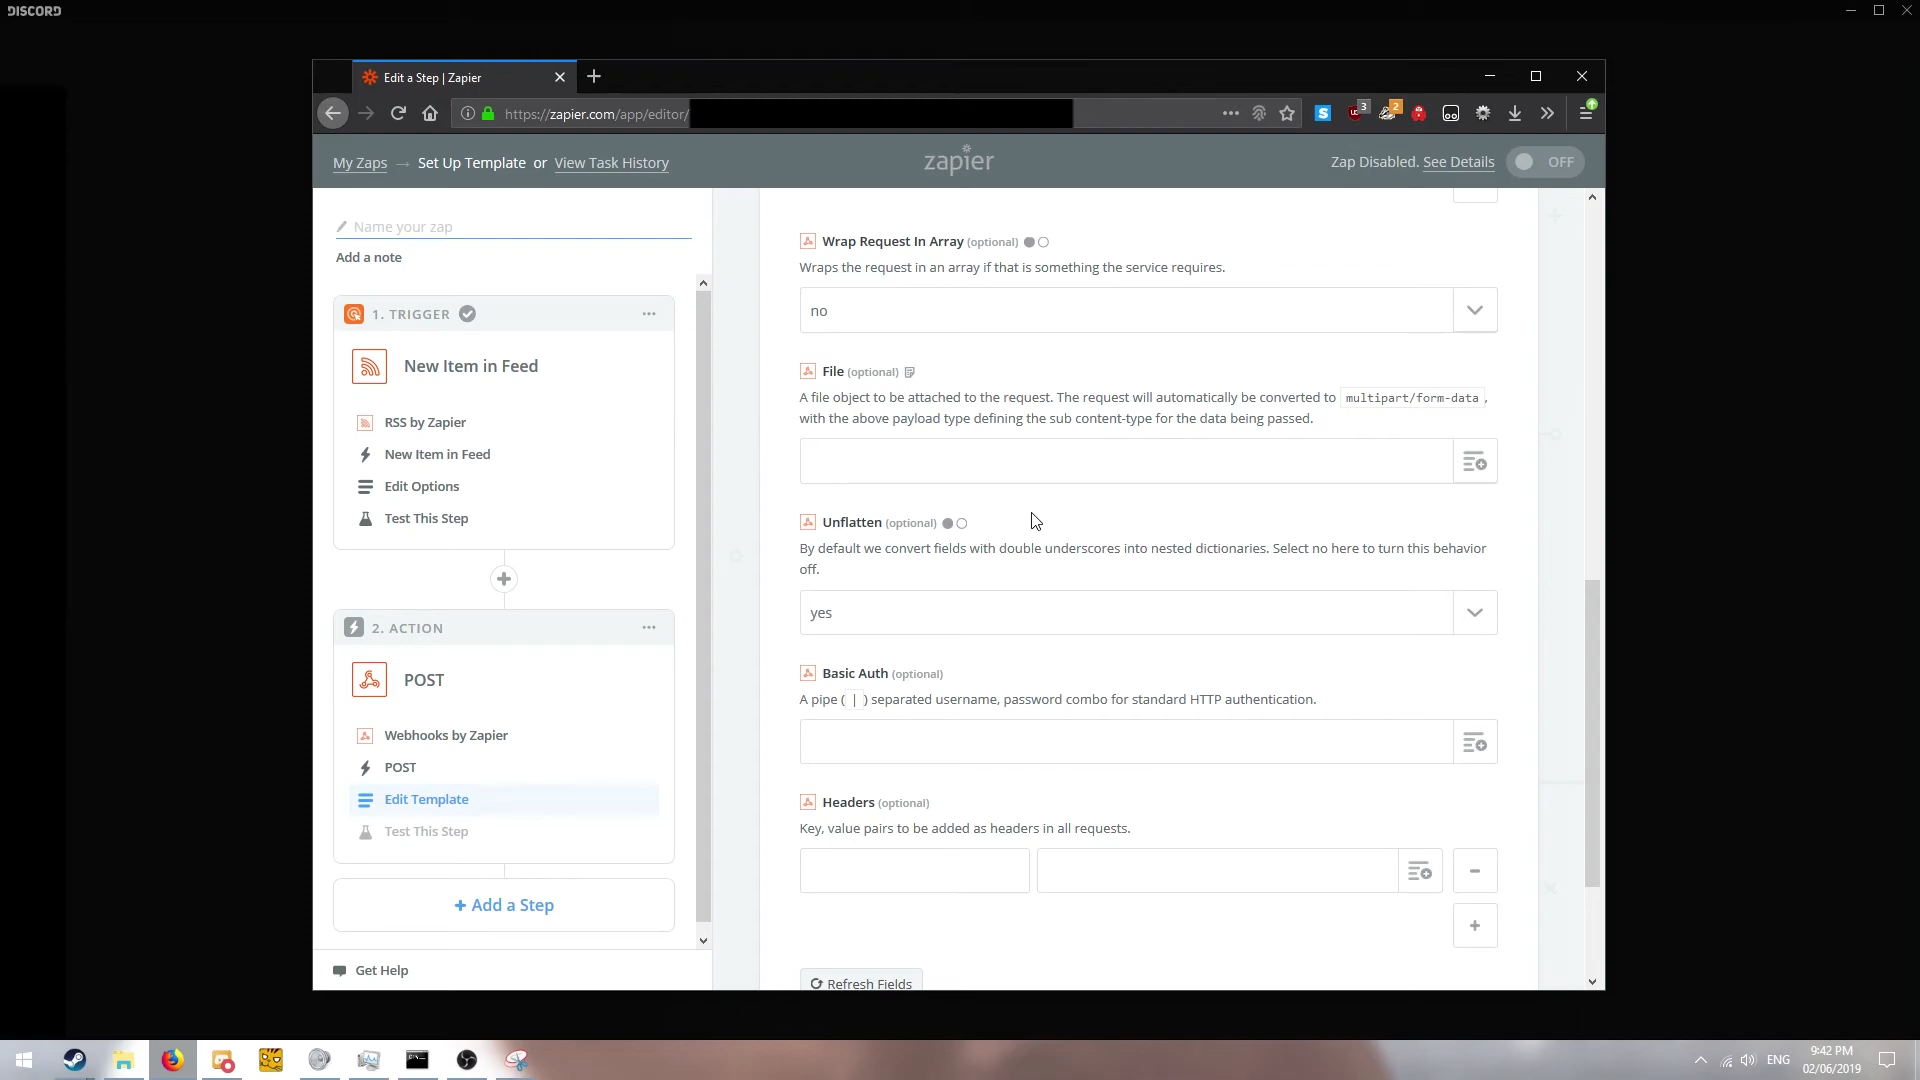 DISCORD
Edit a Step | Zapier
https://zapier.com/app/editor/
3
2
My Zaps → Set Up Template or View Task History
zapier
Zap Disabled. See Details
OFF
Name your zap
Add a note
1. TRIGGER
New Item in Feed
RSS by Zapier
New Item in Feed
Edit Options
Test This Step
2. ACTION
POST
Webhooks by Zapier
POST
Edit Template
Test This Step
+ Add a Step
Get Help
Wrap Request In Array (optional)
Wraps the request in an array if that is something the service requires.
no
File (optional)
A file object to be attached to the request. The request will automatically be converted to multipart/form-data ,
with the above payload type defining the sub content-type for the data being passed.
Unflatten (optional)
By default we convert fields with double underscores into nested dictionaries. Select no here to turn this behavior
off.
yes
Basic Auth (optional)
A pipe ( | ) separated username, password combo for standard HTTP authentication.
Headers (optional)
Key, value pairs to be added as headers in all requests.
Refresh Fields
ENG
9:42 PM
02/06/2019